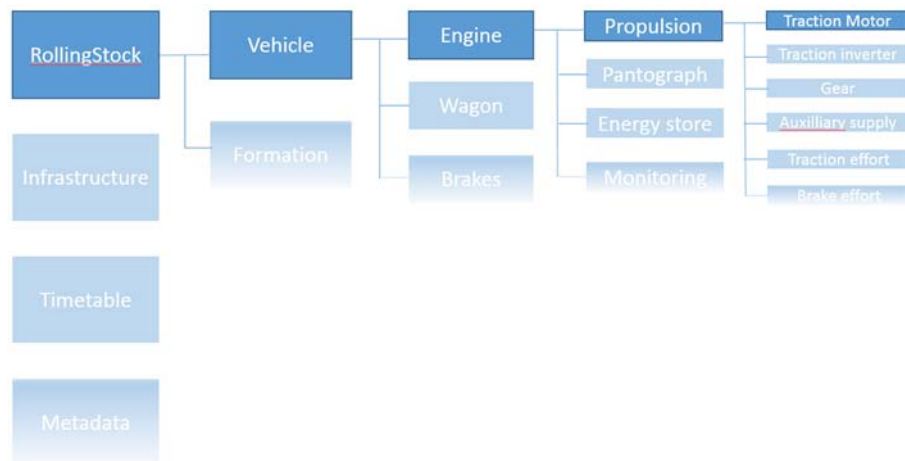 RollingStock
Infrastructure
Timetable
Metadata
Vehicle
Formation
Engine
Wagon
Brakes
Propulsion
Pantograph
Energy store
Monitoring
Traction Motor
Traction inverter
Gear
Auxilliary supply
Traction effort
Brake effort